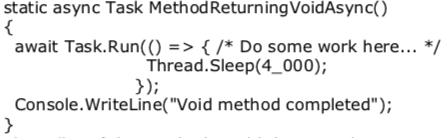 static async Task MethodReturningVoidAsync()
{
await Task.Run(() => { /* Do some work here... */
Thread.Sleep(4_000);
});
Console.WriteLine("Void method completed");
}